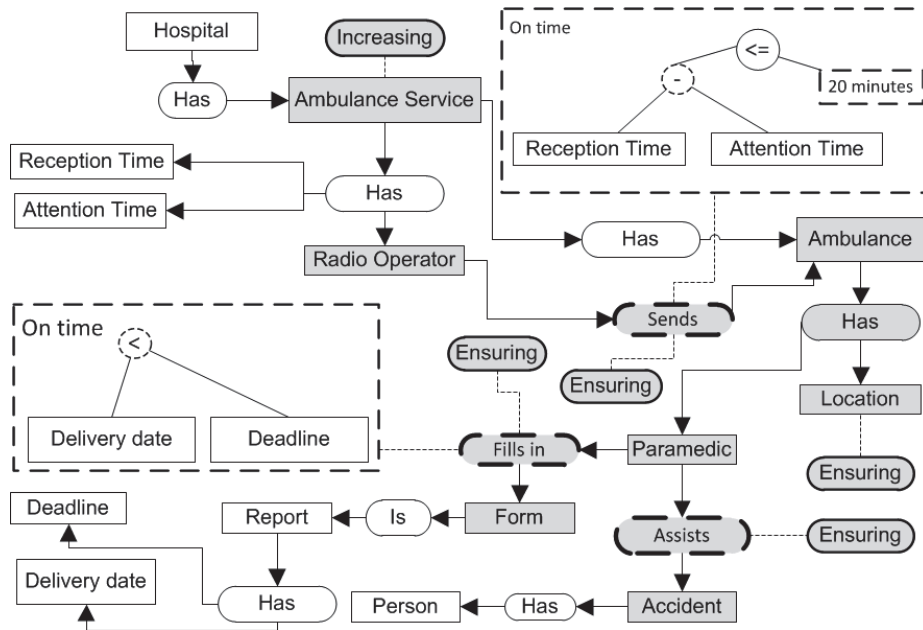 Hospital
Increasing
On time
<=
-
20 minutes
Has
Ambulance Service
Reception Time
Attention Time
Reception Time
Has
Attention Time
Has
Ambulance
Radio Operator
Sends
Has
On time
<
Ensuring
Ensuring
Location
Delivery date
Deadline
Fills in
Paramedic
Ensuring
Deadline
Report
Is
Form
Assists
Ensuring
Delivery date
Has
Person
Has
Accident